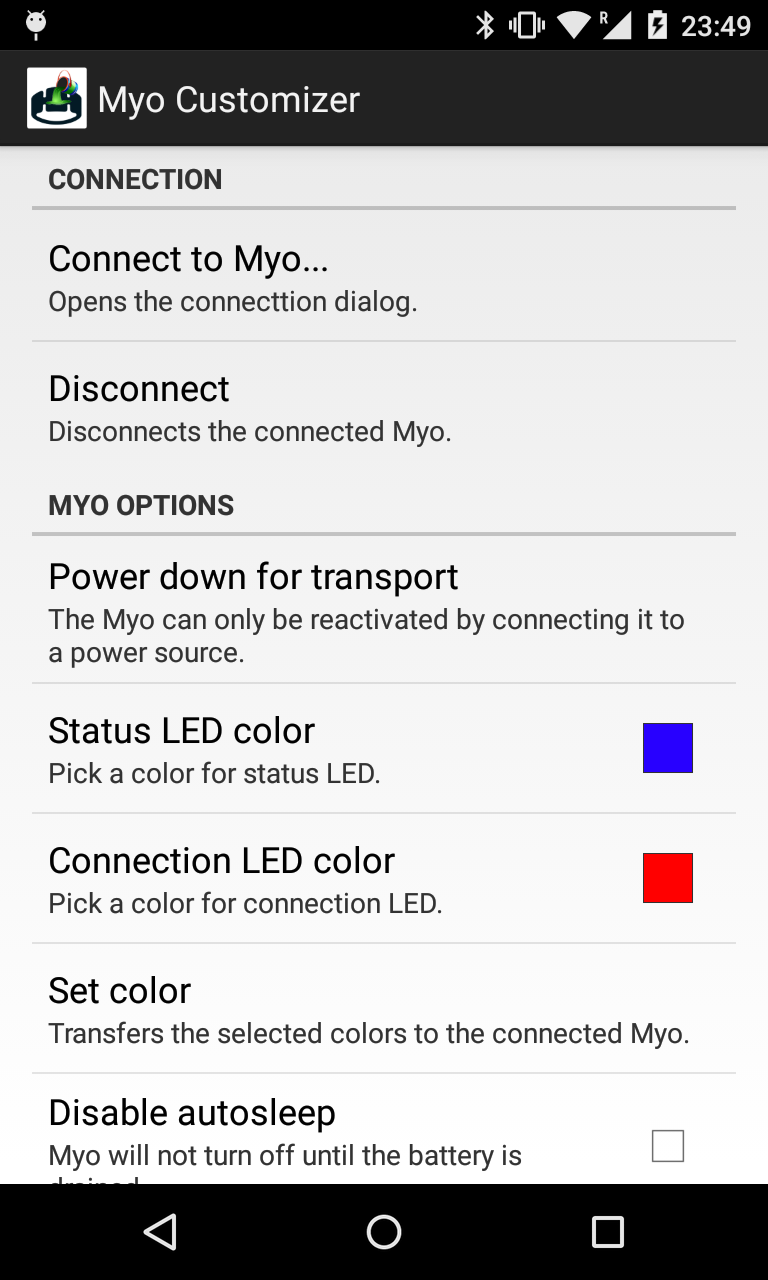 R
23:49
Myo Customizer
CONNECTION
Connect to Myo...
Opens the connecttion dialog.
Disconnect
Disconnects the connected Myo.
MYO OPTIONS
Power down for transport
The Myo can only be reactivated by connecting it to
a power source.
Status LED color
Pick a color for status LED.
Connection LED color
Pick a color for connection LED.
Set color
Transfers the selected colors to the connected Myo.
Disable autosleep
Myo will not turn off until the battery is